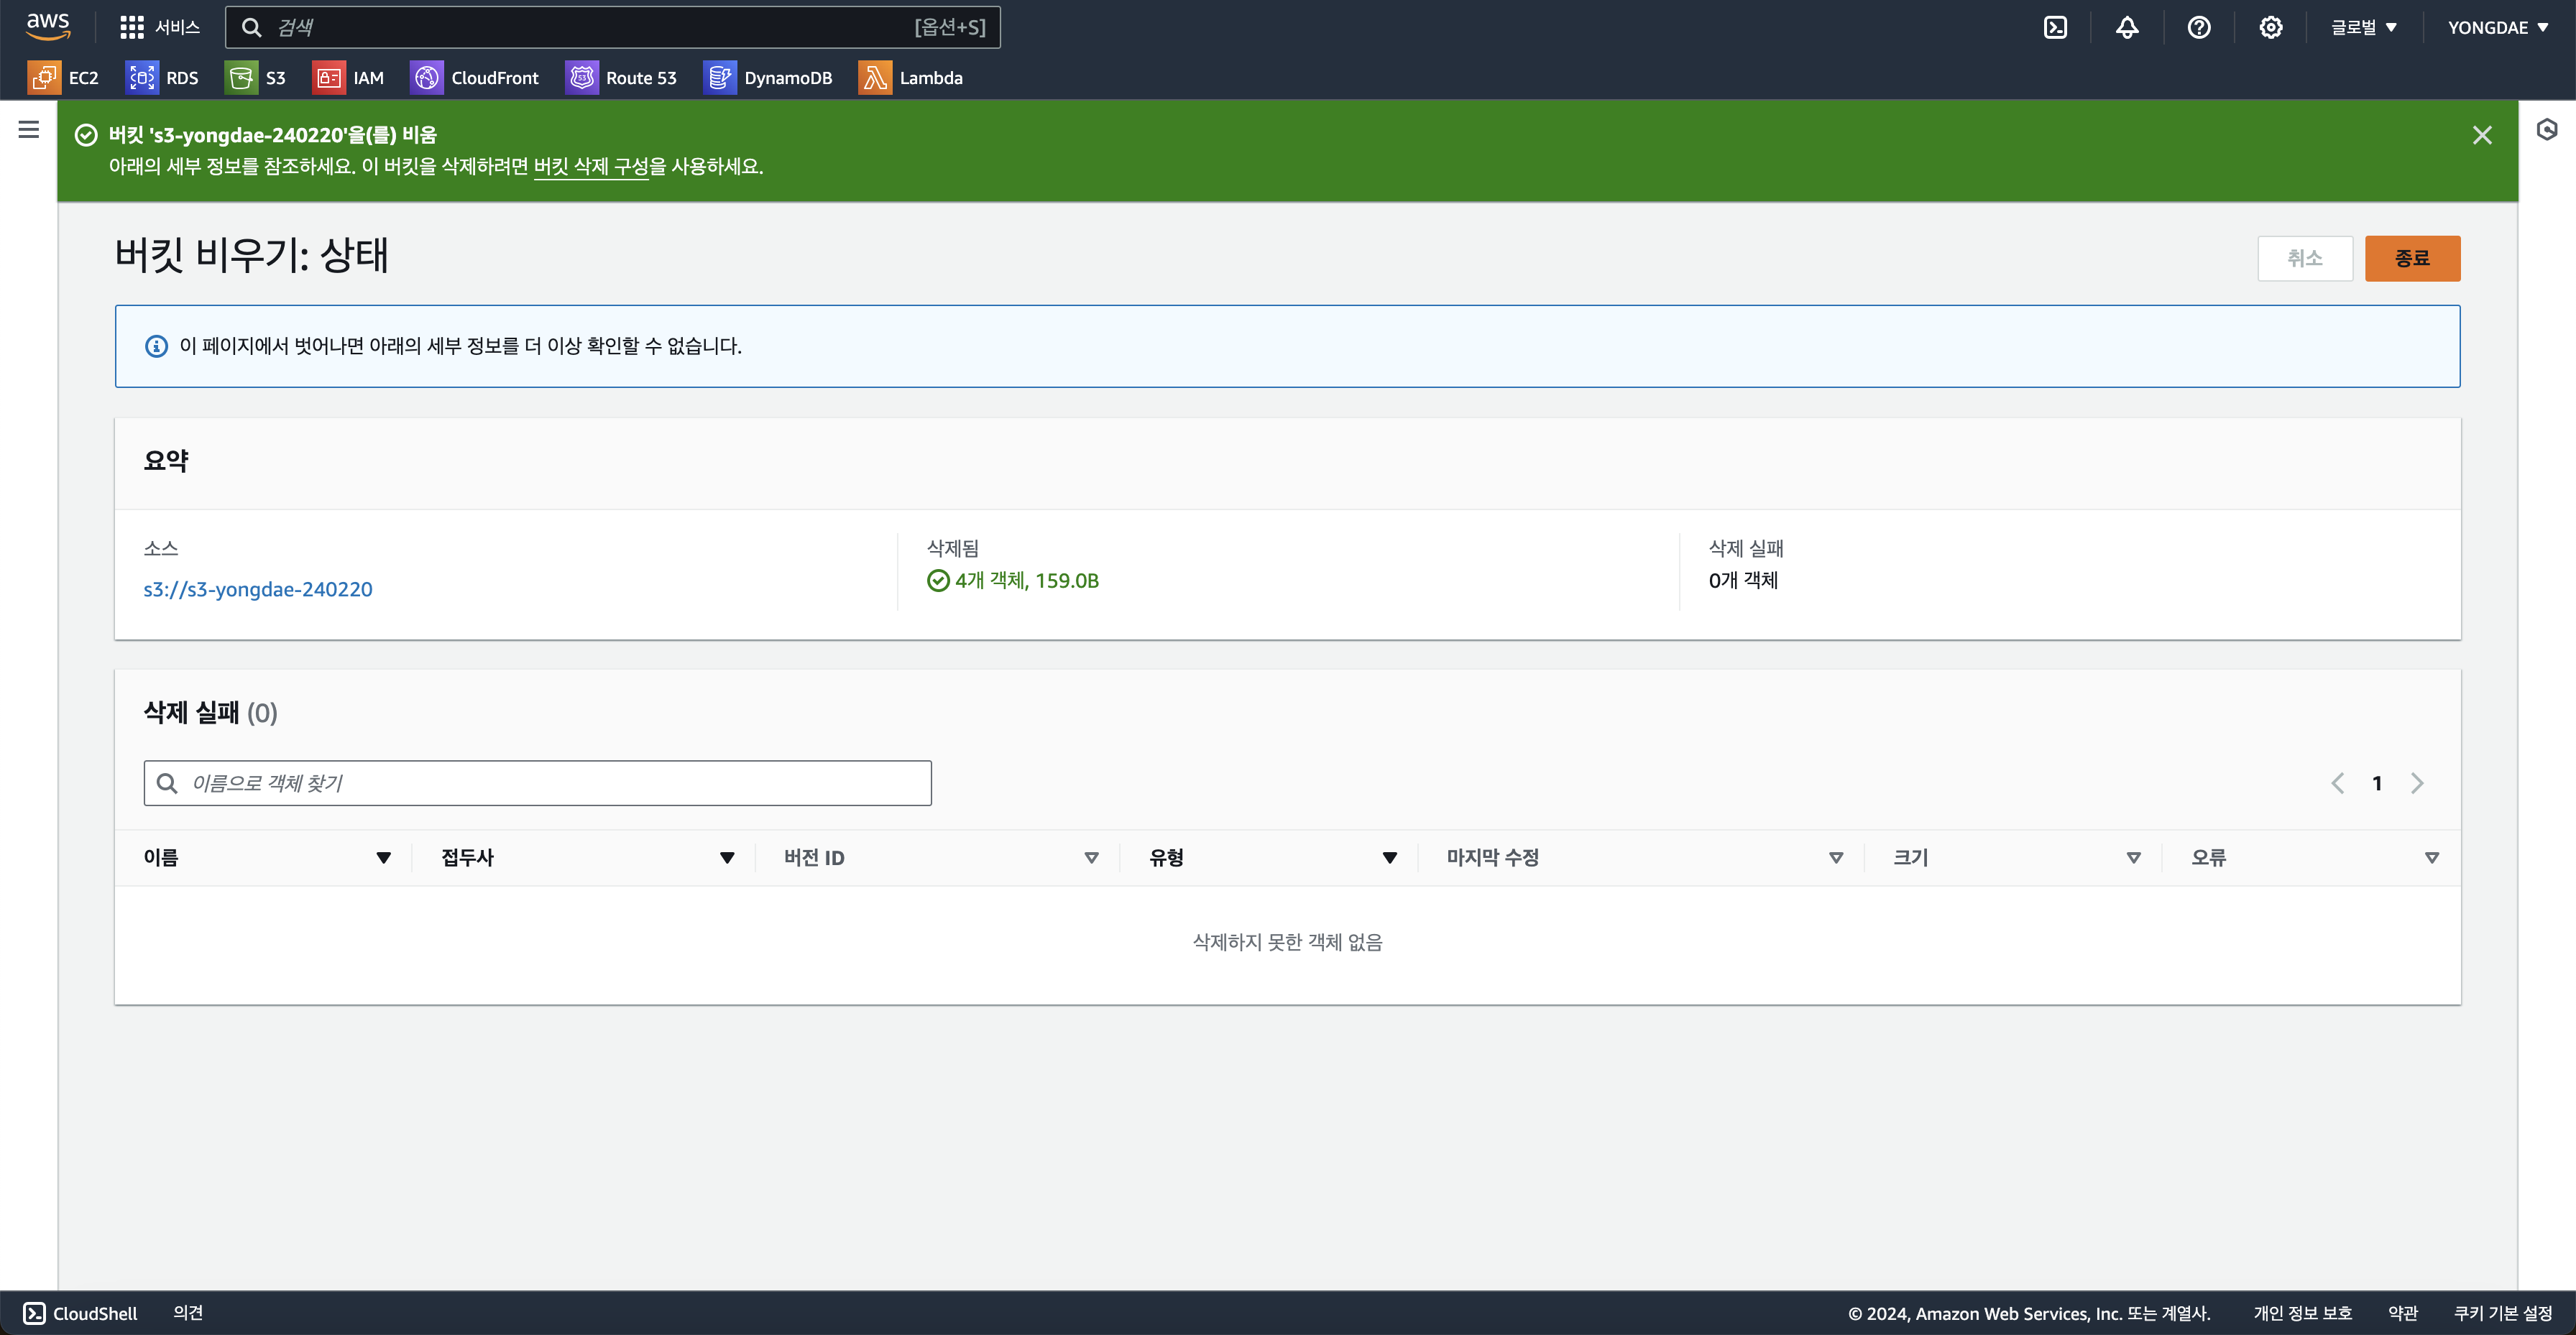 aws 서비스 검색 [옵션+S] 글로벌 YONGDAE
EC2 RDS S3 IAM CloudFront Route 53 DynamoDB Lambda
버킷 's3-yongdae-240220'을(를) 비움
아래의 세부 정보를 참조하세요. 이 버킷을 삭제하려면 버킷 삭제 구성을 사용하세요.
버킷 비우기: 상태
취소 종료
이 페이지에서 벗어나면 아래의 세부 정보를 더 이상 확인할 수 없습니다.
요약
소스 삭제됨 삭제 실패
s3://s3-yongdae-240220 4개 객체, 159.0B 0개 객체
삭제 실패 (0)
이름으로 객체 찾기 1
이름 접두사 버전 ID 유형 마지막 수정 크기 오류
삭제하지 못한 객체 없음
CloudShell 의견 © 2024, Amazon Web Services, Inc. 또는 계열사. 개인 정보 보호 약관 쿠키 기본 설정